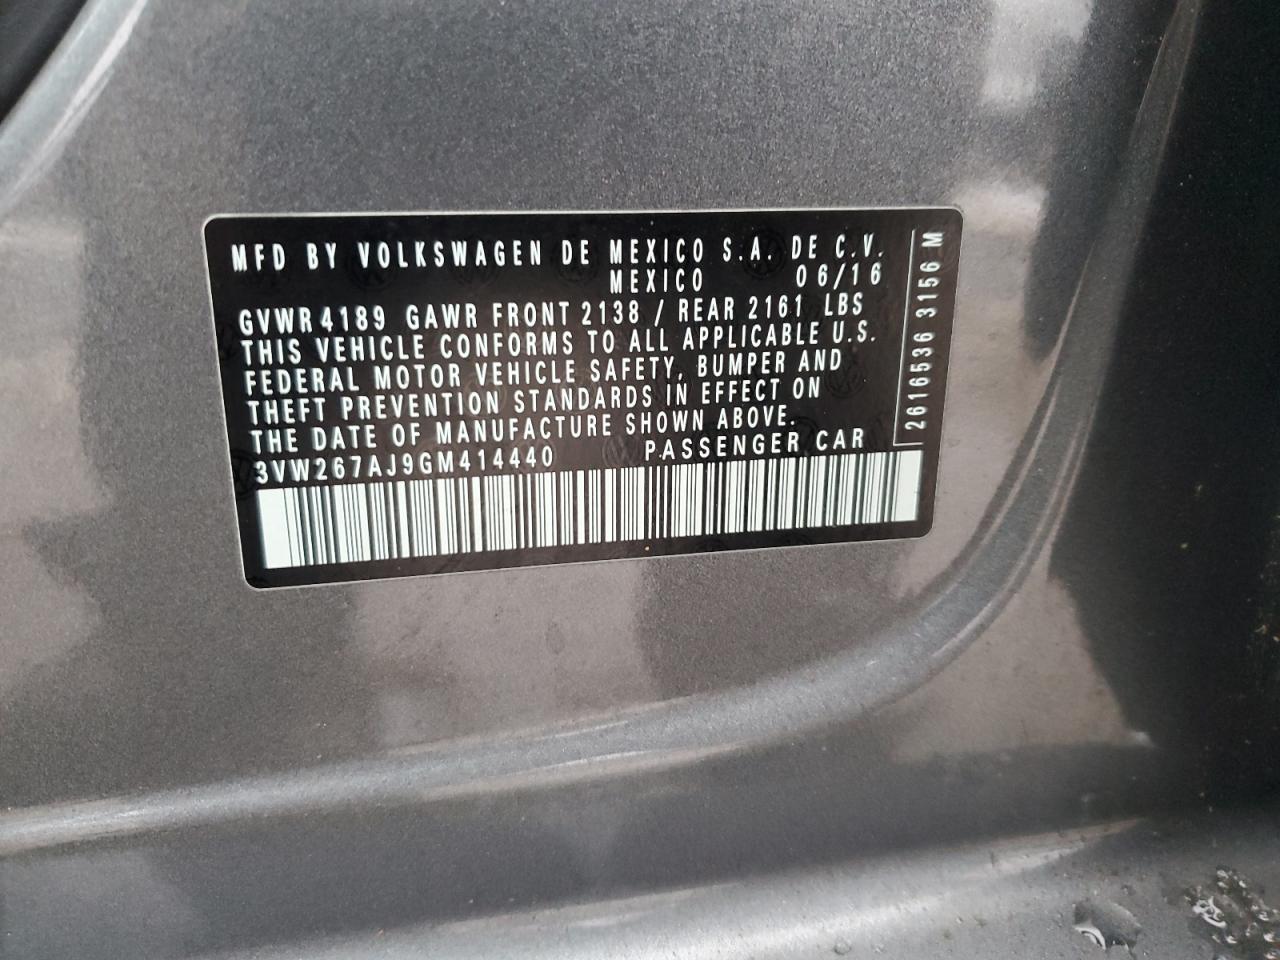 MFD BY VOLKSWAGEN DE MEXICO S.A. DE C.V.
MEXICO 06/16
GVWR 4189 GAWR FRONT 2138 / REAR 2161 LBS
THIS VEHICLE CONFORMS TO ALL APPLICABLE U.S.
FEDERAL MOTOR VEHICLE SAFETY, BUMPER AND
THEFT PREVENTION STANDARDS IN EFFECT ON
THE DATE OF MANUFACTURE SHOWN ABOVE.
3VW267AJ9GM414440 PASSENGER CAR
2616536 3156 M